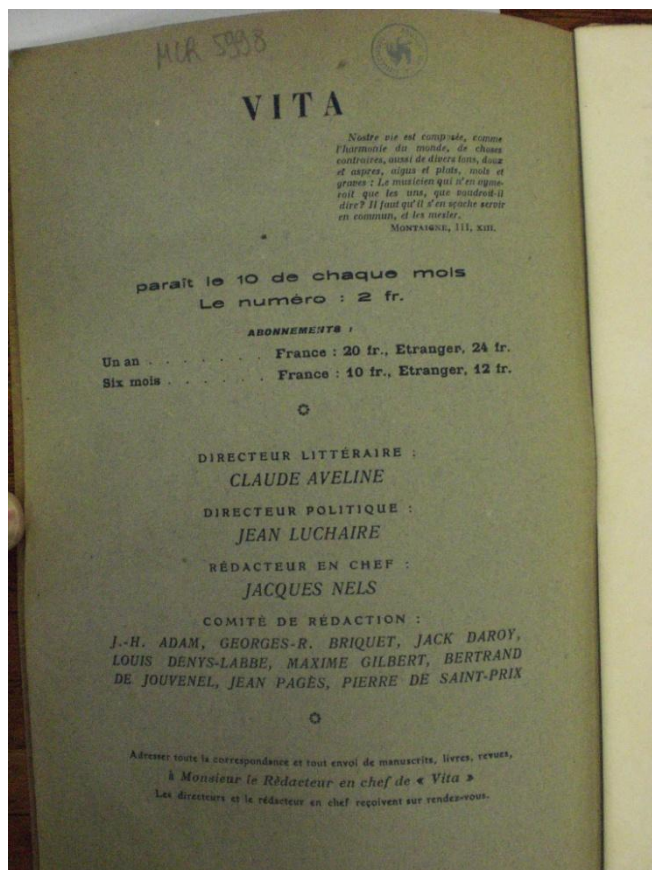 MCR 5998
VITA
Nostre vie est composée, comme
l'harmonie du monde, de choses
contraires, aussi de divers tons, doux
et aspres, aigus et plats, mols et
graves : Le musicien qui n'en ayme-
roit que les uns, que voudroit-il
dire ? Il faut qu'il s'en sçache servir
en commun, et les mesler.
MONTAIGNE, III, XIII.
paraît le 10 de chaque mois
Le numéro : 2 fr.
ABONNEMENTS :
Un an . . . . . . . France : 20 fr., Etranger, 24 fr.
Six mois . . . . . . France : 10 fr., Etranger, 12 fr.
DIRECTEUR LITTÉRAIRE :
CLAUDE AVELINE
DIRECTEUR POLITIQUE :
JEAN LUCHAIRE
RÉDACTEUR EN CHEF :
JACQUES NELS
COMITÉ DE RÉDACTION :
J.-H. ADAM, GEORGES-R. BRIQUET, JACK DAROY,
LOUIS DENYS-LABBE, MAXIME GILBERT, BERTRAND
DE JOUVENEL, JEAN PAGÈS, PIERRE DE SAINT-PRIX
Adresser toute la correspondance et tout envoi de manuscrits, livres, revues,
à Monsieur le Rédacteur en chef de « Vita »
Les directeurs et le rédacteur en chef reçoivent sur rendez-vous.